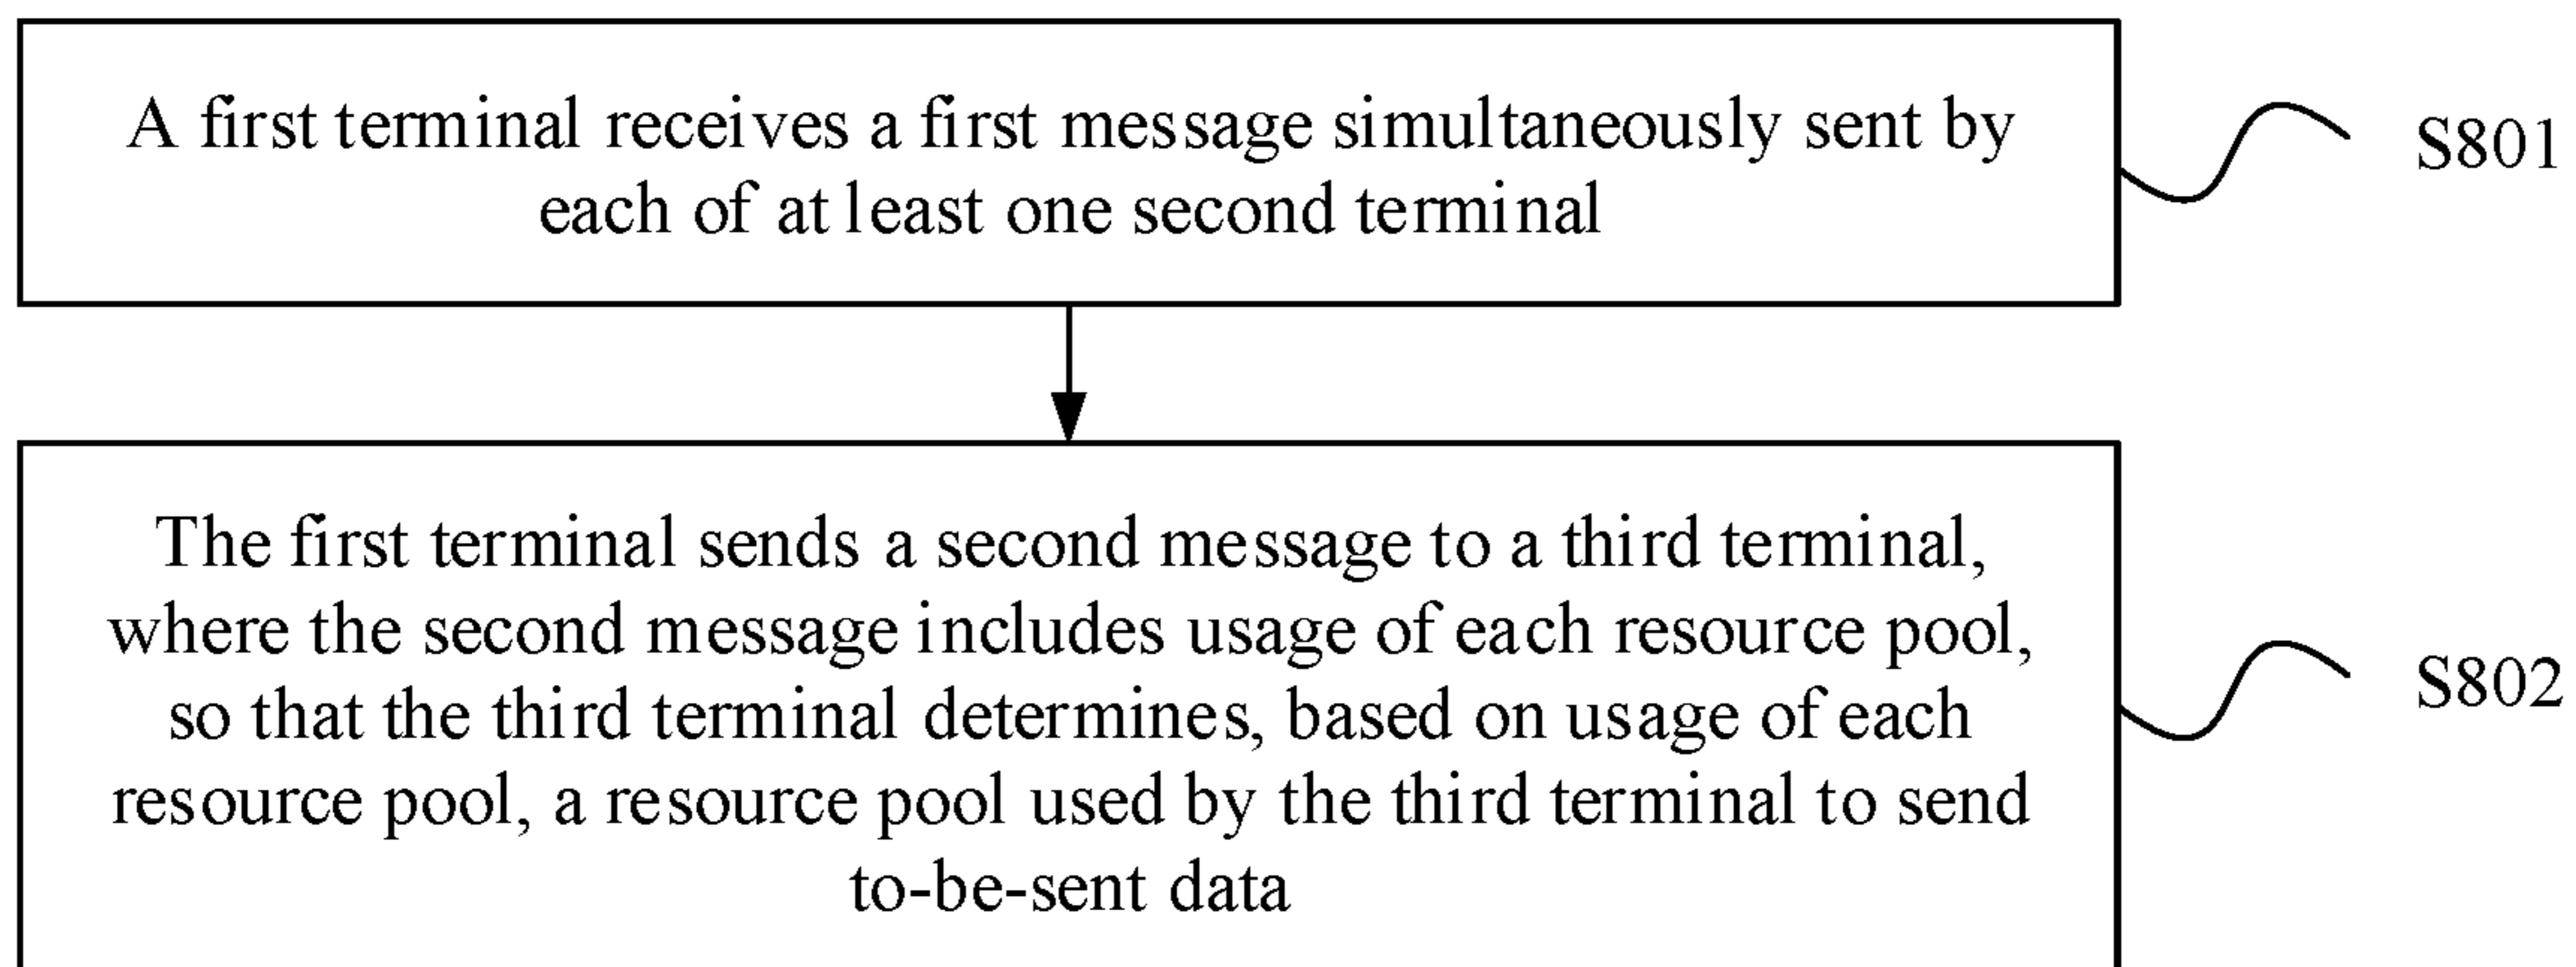 A first terminal receives a first message simultaneously sent by
each of at least one second terminal
S801
The first terminal sends a second message to a third terminal,
where the second message includes usage of each resource pool,
so that the third terminal determines, based on usage of each
resource pool, a resource pool used by the third terminal to send
to-be-sent data
S802